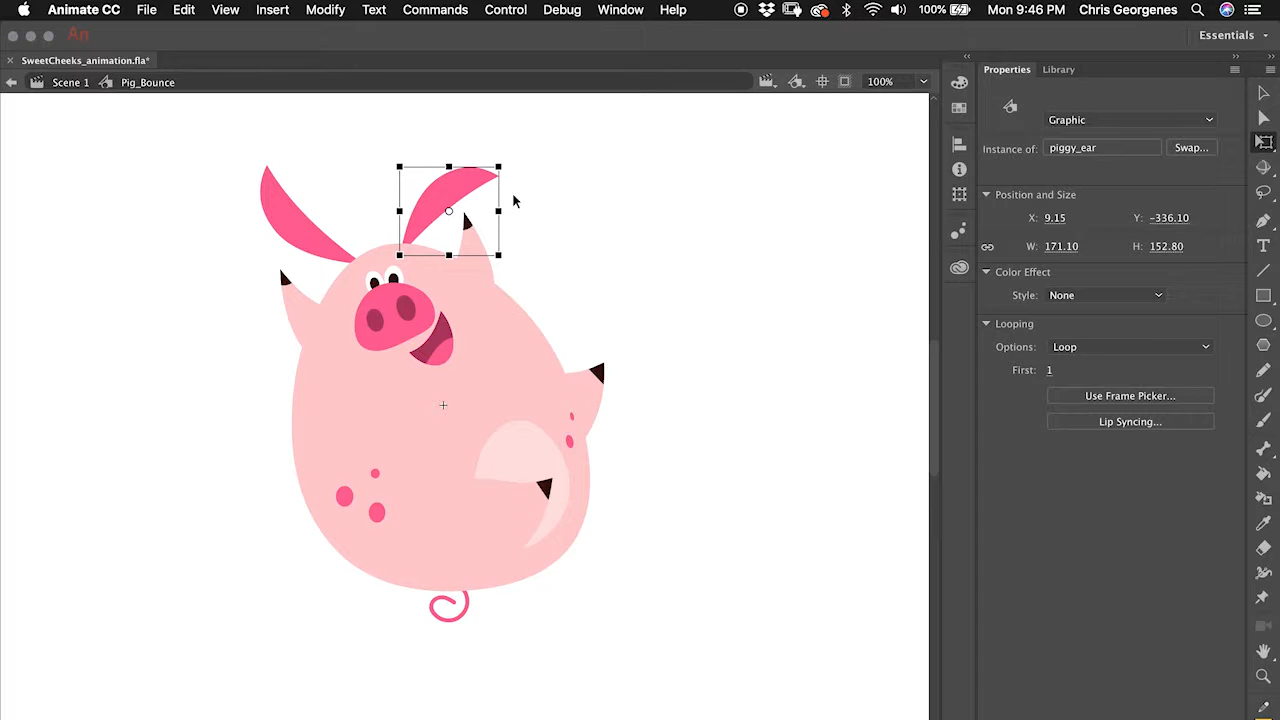 Animate CC File Edit View Insert Modify Text Commands Control Debug Window Help 100% Mon 9:46 PM Chris Georgenes
An Essentials
SweetCheeks_animation.fla*
Scene 1 Pig_Bounce 100%
Properties Library
Graphic
Instance of: piggy_ear Swap...
Position and Size
X: 9.15 Y: -336.10
W: 171.10 H: 152.80
Color Effect
Style: None
Looping
Options: Loop
First: 1
Use Frame Picker...
Lip Syncing...